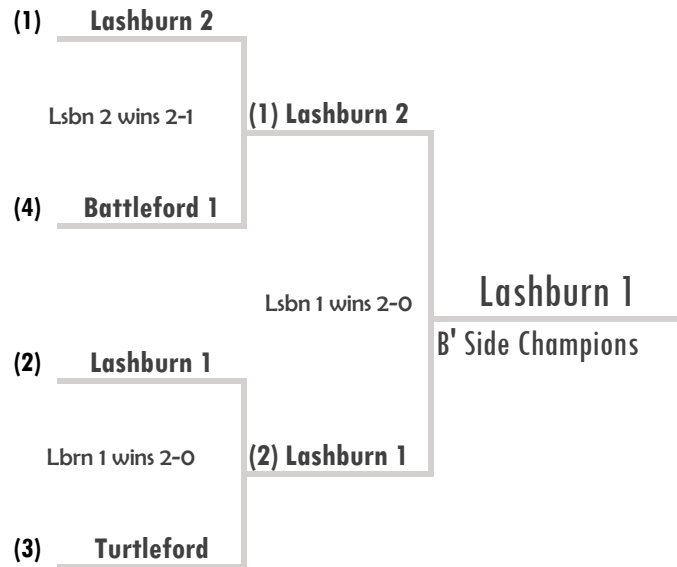 (1) Lashburn 2
Lsbn 2 wins 2-1
(1) Lashburn 2
(4) Battleford 1
Lsbn 1 wins 2-0
Lashburn 1
B' Side Champions
(2) Lashburn 1
Lbrn 1 wins 2-0
(2) Lashburn 1
(3) Turtleford